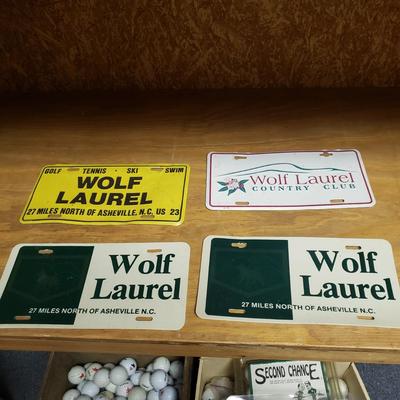 GOLF TENNIS · SKI SWIM
WOLF
LAUREL
27 MILES NORTH OF ASHEVILLE, N.C. US 23
Wolf Laurel
COUNTRY CLUB
Wolf
Laurel
27 MILES NORTH OF ASHEVILLE N.C.
Wolf
Laurel
27 MILES NORTH OF ASHEVILLE N.C.
SECOND CHANCE